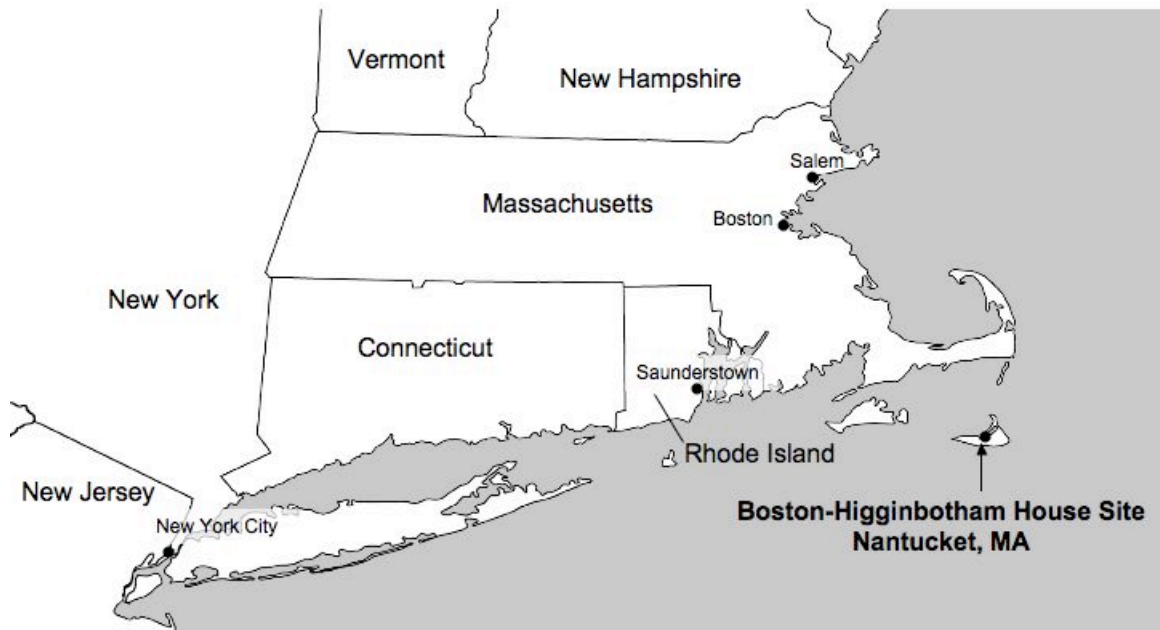 Vermont
New Hampshire
Salem
Massachusetts
Boston
New York
Connecticut
Saunderstown
Rhode Island
New Jersey
New York City
Boston-Higginbotham House Site
Nantucket, MA